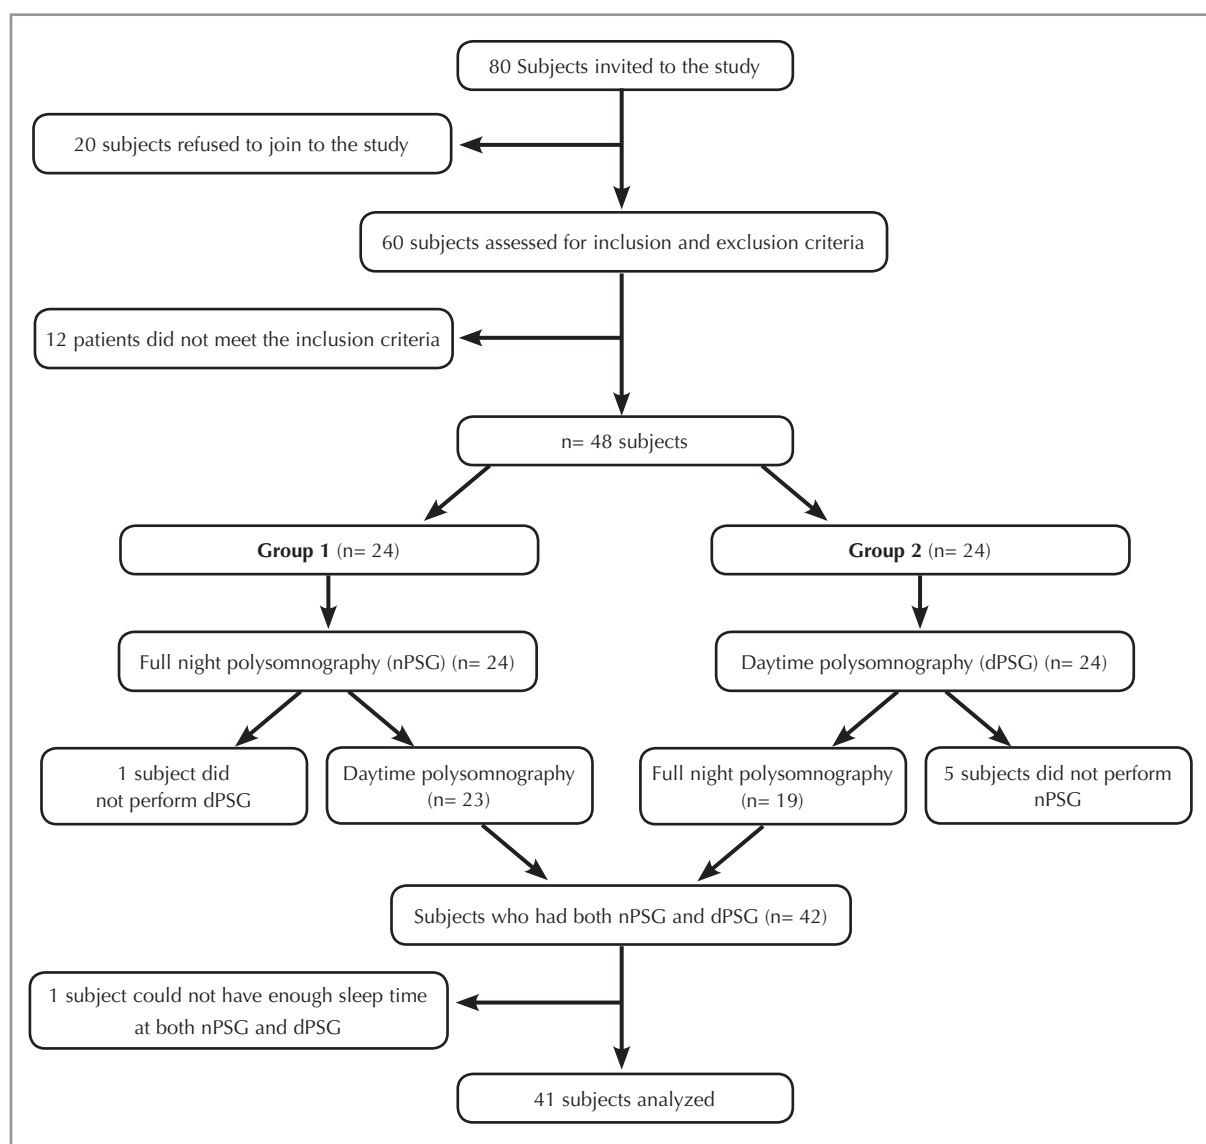 80 Subjects invited to the study
20 subjects refused to join to the study
60 subjects assessed for inclusion and exclusion criteria
12 patients did not meet the inclusion criteria
n= 48 subjects
Group 1 (n= 24)
Group 2 (n= 24)
Full night polysomnography (nPSG) (n= 24)
Daytime polysomnography (dPSG) (n= 24)
1 subject did
not perform dPSG
Daytime polysomnography
(n= 23)
Full night polysomnography
(n= 19)
5 subjects did not perform
nPSG
Subjects who had both nPSG and dPSG (n= 42)
1 subject could not have enough sleep time
at both nPSG and dPSG
41 subjects analyzed